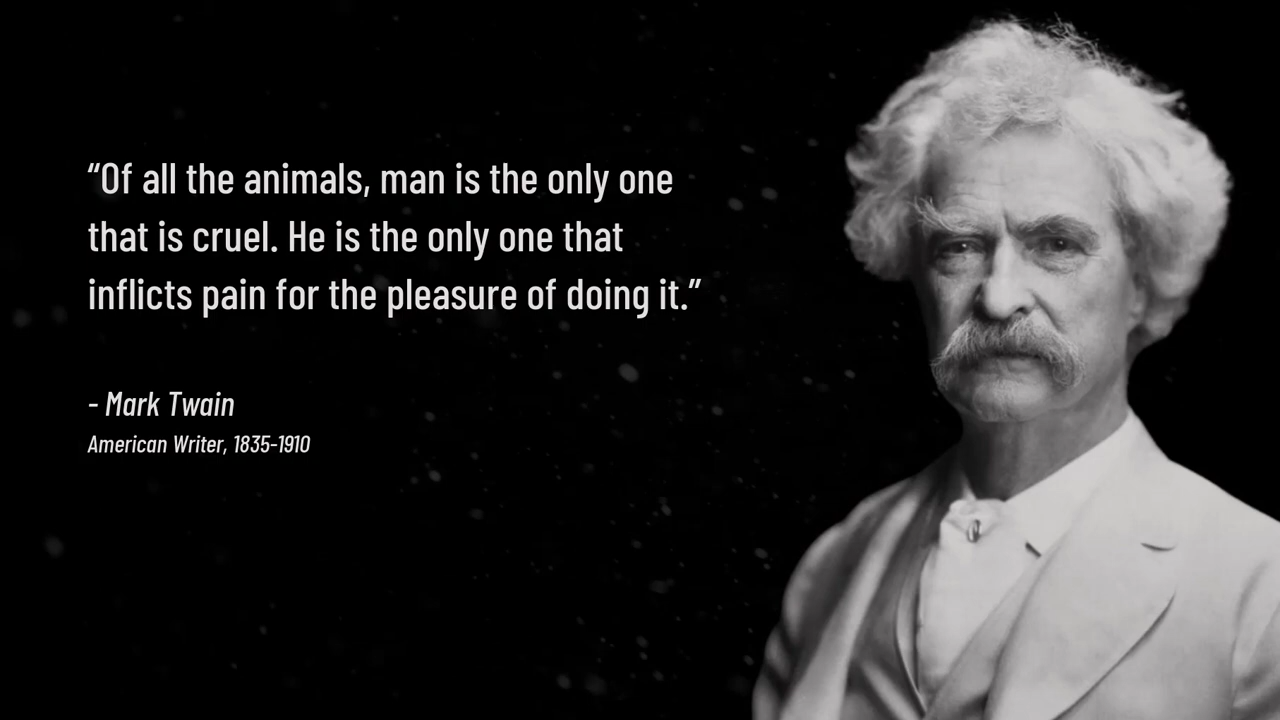 “Of all the animals, man is the only one
that is cruel. He is the only one that
inflicts pain for the pleasure of doing it.”
- Mark Twain
American Writer, 1835-1910